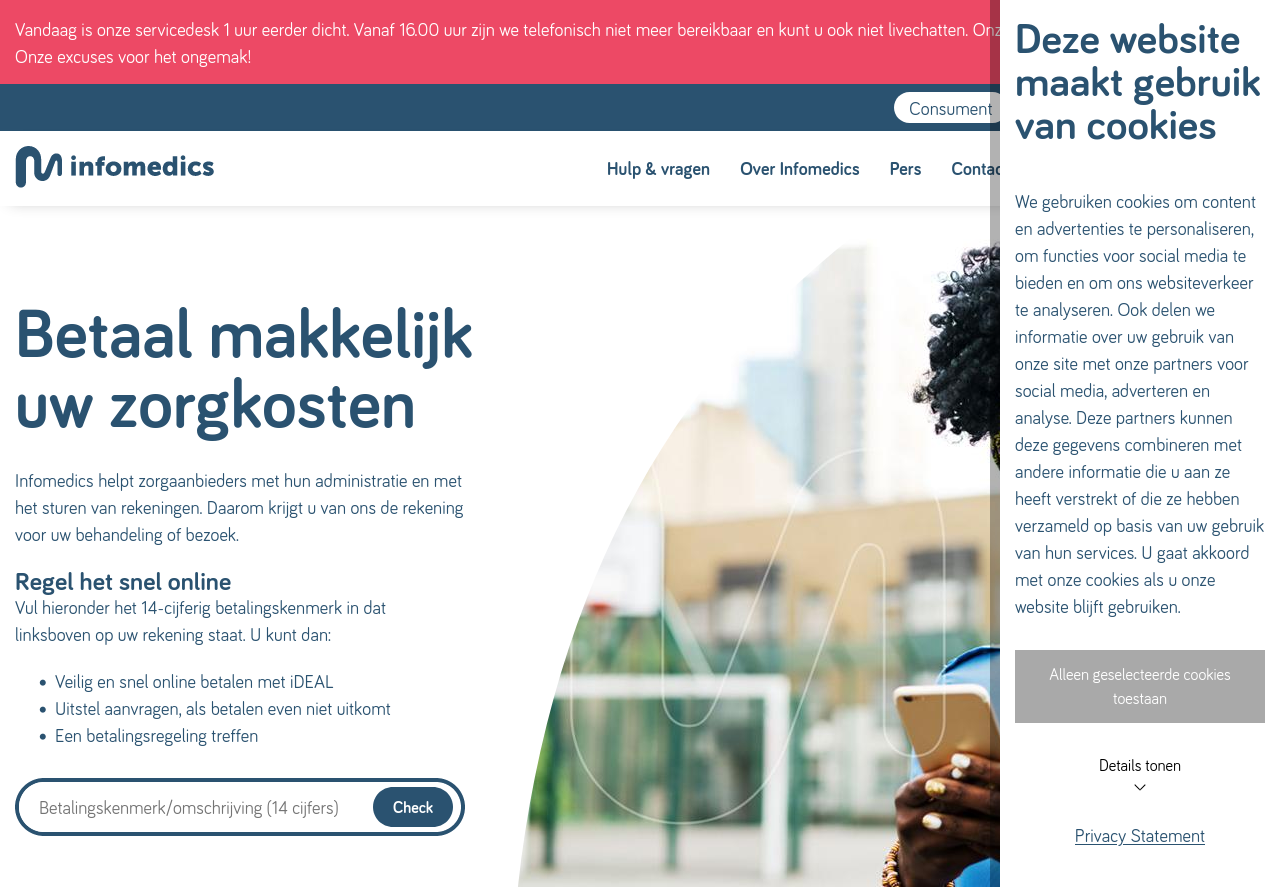 Vandaag is onze servicedesk 1 uur eerder dicht. Vanaf 16.00 uur zijn we telefonisch niet meer bereikbaar en kunt u ook niet livechatten.
Onze excuses voor het ongemak!
Consument
infomedics
Hulp & vragen
Over Infomedics
Pers
Betaal makkelijk
uw zorgkosten
Infomedics helpt zorgaanbieders met hun administratie en met
het sturen van rekeningen. Daarom krijgt u van ons de rekening
voor uw behandeling of bezoek.
Regel het snel online
Vul hieronder het 14-cijferig betalingskenmerk in dat
linksboven op uw rekening staat. U kunt dan:
Veilig en snel online betalen met iDEAL
Uitstel aanvragen, als betalen even niet uitkomt
Een betalingsregeling treffen
Betalingskenmerk/omschrijving (14 cijfers)
Check
Deze website
maakt gebruik
van cookies
We gebruiken cookies om content
en advertenties te personaliseren,
om functies voor social media te
bieden en om ons websiteverkeer
te analyseren. Ook delen we
informatie over uw gebruik van
onze site met onze partners voor
social media, adverteren en
analyse. Deze partners kunnen
deze gegevens combineren met
andere informatie die u aan ze
heeft verstrekt of die ze hebben
verzameld op basis van uw gebruik
van hun services. U gaat akkoord
met onze cookies als u onze
website blijft gebruiken.
Alleen geselecteerde cookies
toestaan
Details tonen
Privacy Statement